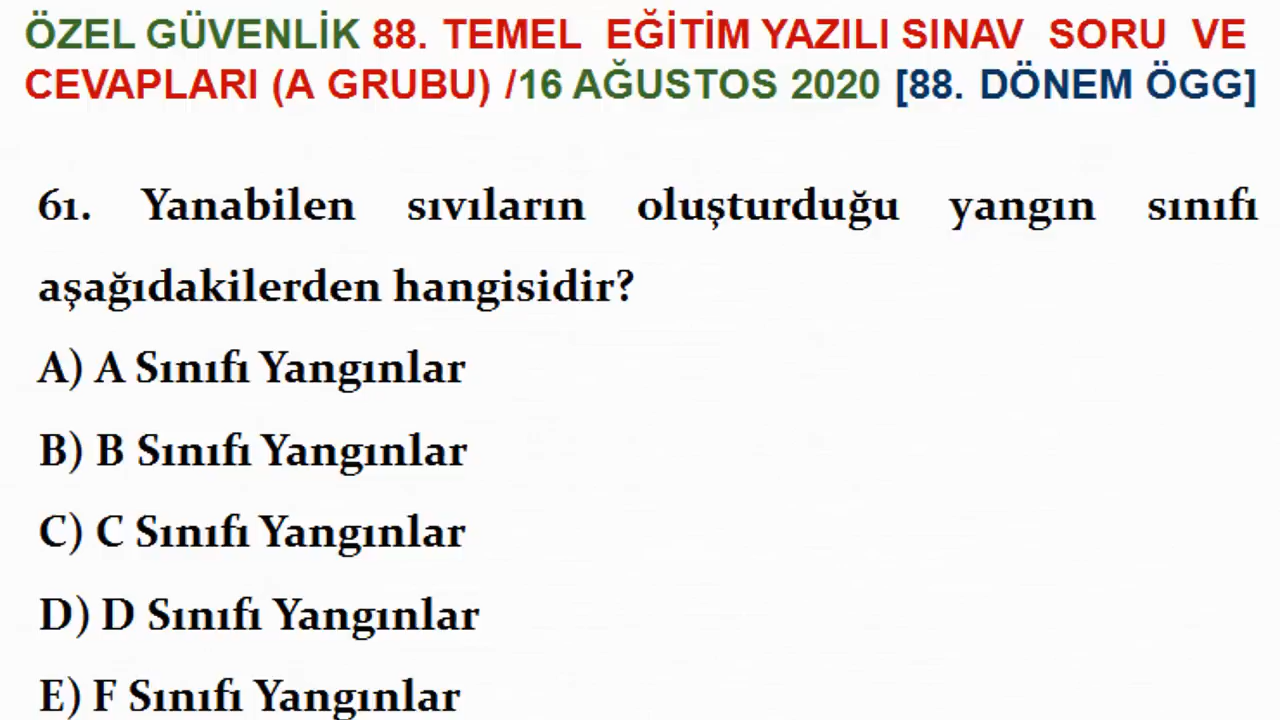 ÖZEL GÜVENLİK 88. TEMEL EĞİTİM YAZILI SINAV SORU VE
CEVAPLARI (A GRUBU) /16 AĞUSTOS 2020 [88. DÖNEM ÖGG]
61. Yanabilen sıvıların oluşturduğu yangın sınıfı
aşağıdakilerden hangisidir?
A) A Sınıfı Yangınlar
B) B Sınıfı Yangınlar
C) C Sınıfı Yangınlar
D) D Sınıfı Yangınlar
E) F Sınıfı Yangınlar